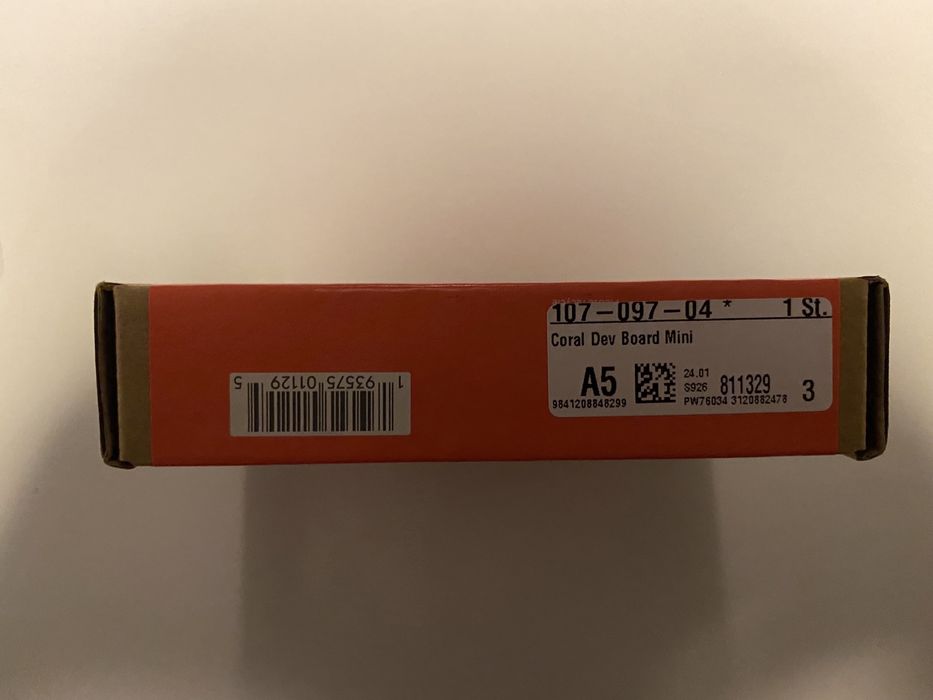 107-097-04 * 1 St.
Coral Dev Board Mini
A5
24.01
S926 811329 3
9841208848299 PW76034 3120882478
1 93575 01129 5